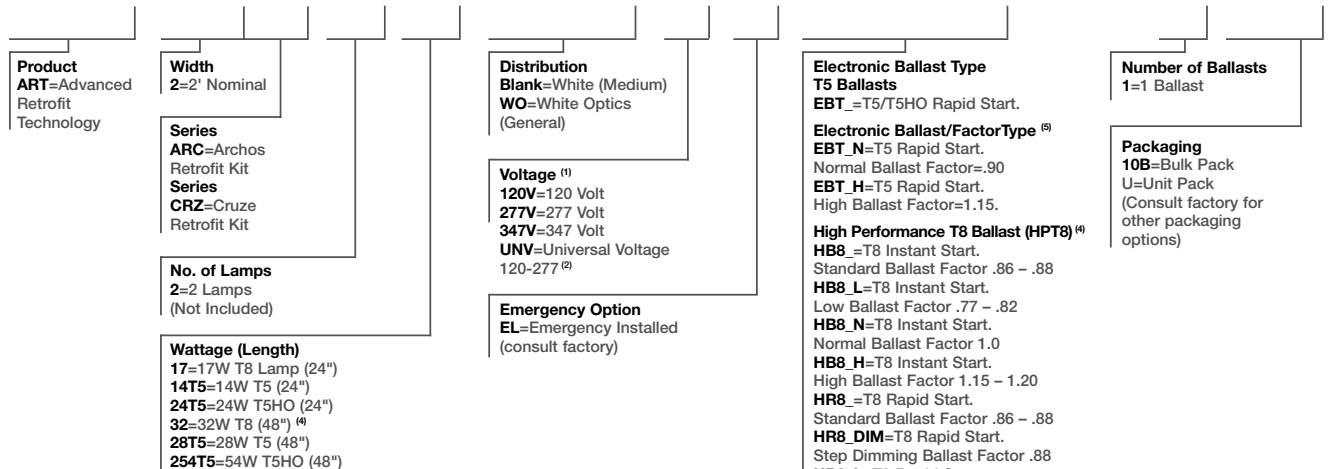 Product
ART=Advanced
Retrofit
Technology
Width
2=2' Nominal
Series
ARC=Archos
Retrofit Kit
Series
CRZ=Cruze
Retrofit Kit
No. of Lamps
2=2 Lamps
(Not Included)
Wattage (Length)
17=17W T8 Lamp (24")
14T5=14W T5 (24")
24T5=24W T5HO (24")
32=32W T8 (48") (4)
28T5=28W T5 (48")
254T5=54W T5HO (48")
Distribution
Blank=White (Medium)
WO=White Optics
(General)
Voltage (1)
120V=120 Volt
277V=277 Volt
347V=347 Volt
UNV=Universal Voltage
120-277 (2)
Emergency Option
EL=Emergency Installed
(consult factory)
Electronic Ballast Type
T5 Ballasts
EBT_=T5/T5HO Rapid Start.
Electronic Ballast/FactorType (5)
EBT_N=T5 Rapid Start.
Normal Ballast Factor=.90
EBT_H=T5 Rapid Start.
High Ballast Factor=1.15.
High Performance T8 Ballast (HPT8) (4)
HB8_=T8 Instant Start.
Standard Ballast Factor .86 – .88
HB8_L=T8 Instant Start.
Low Ballast Factor .77 – .82
HB8_N=T8 Instant Start.
Normal Ballast Factor 1.0
HB8_H=T8 Instant Start.
High Ballast Factor 1.15 – 1.20
HR8_=T8 Rapid Start.
Standard Ballast Factor .86 – .88
HR8_DIM=T8 Rapid Start.
Step Dimming Ballast Factor .88
Number of Ballasts
1=1 Ballast
Packaging
10B=Bulk Pack
U=Unit Pack
(Consult factory for
other packaging
options)